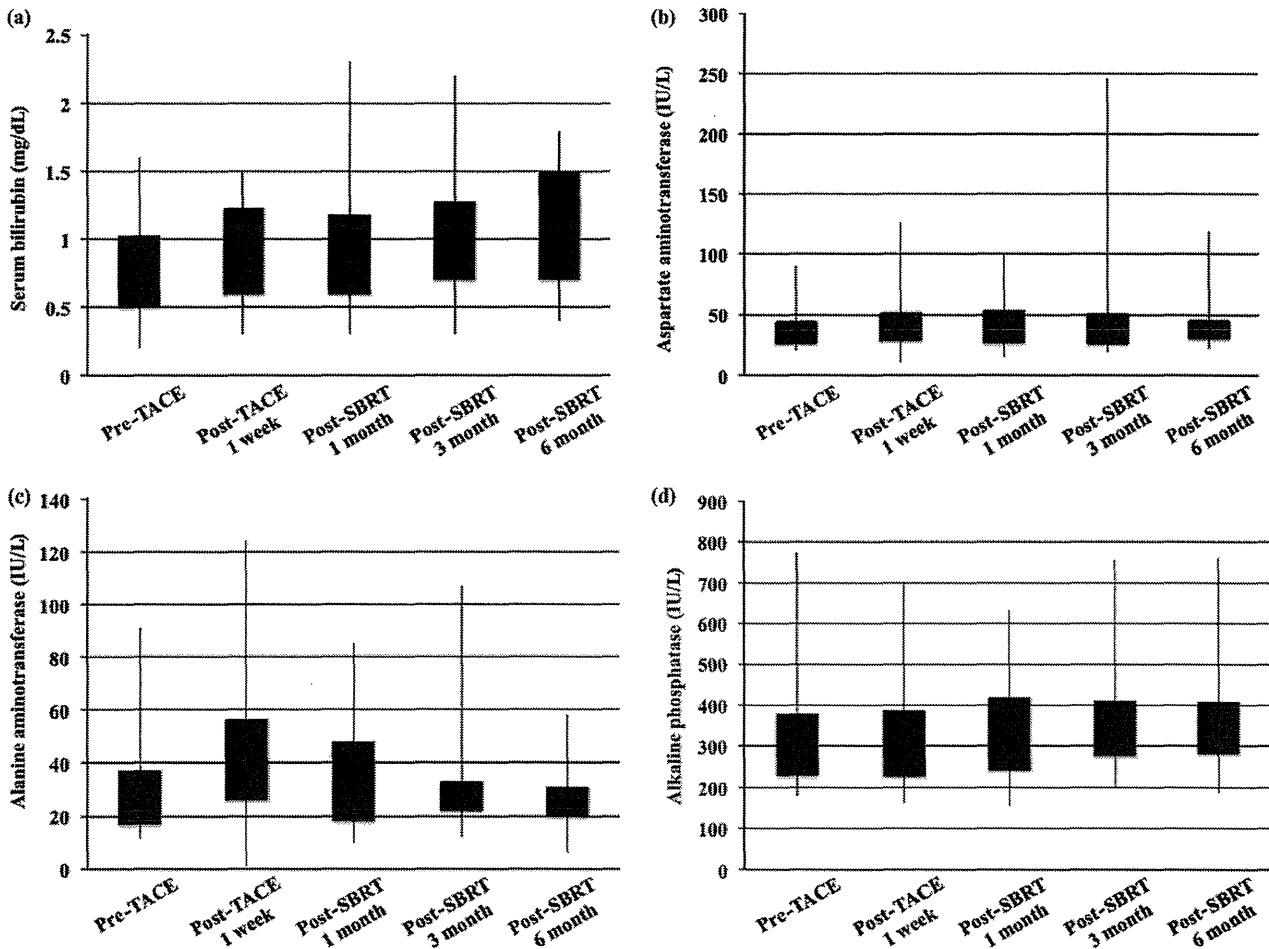 (a)
Serum bilirubin (mg/dL)
2.5
2
1.5
1
0.5
0
Pre-TACE
Post-TACE
1 week
Post-SBRT
1 month
Post-SBRT
3 month
Post-SBRT
6 month
(b)
Aspartate aminotransferase (IU/L)
300
250
200
150
100
50
0
Pre-TACE
Post-TACE
1 week
Post-SBRT
1 month
Post-SBRT
3 month
Post-SBRT
6 month
(c)
Alanine aminotransferase (IU/L)
140
120
100
80
60
40
20
0
Pre-TACE
Post-TACE
1 week
Post-SBRT
1 month
Post-SBRT
3 month
Post-SBRT
6 month
(d)
Alkaline phosphatase (IU/L)
900
800
700
600
500
400
300
200
100
0
Pre-TACE
Post-TACE
1 week
Post-SBRT
1 month
Post-SBRT
3 month
Post-SBRT
6 month